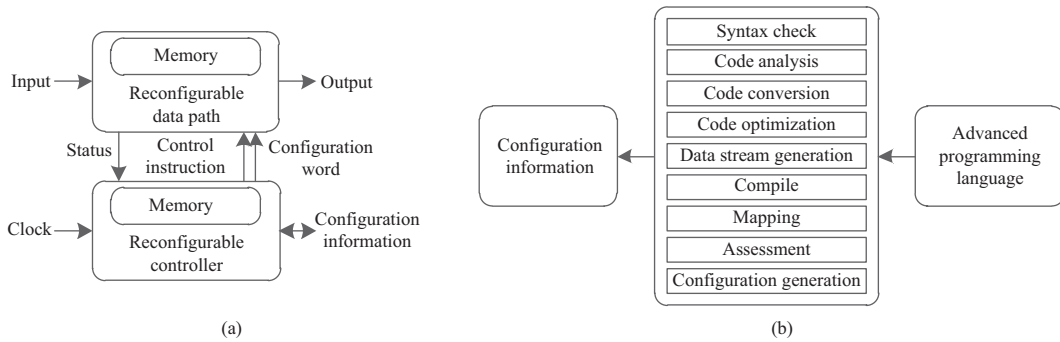 Memory
Input
Reconfigurable
data path
Output
Status
Control
instruction
Configuration
word
Memory
Clock
Reconfigurable
controller
Configuration
information
(a)
Configuration
information
Syntax check
Code analysis
Code conversion
Code optimization
Data stream generation
Compile
Mapping
Assessment
Configuration generation
Advanced
programming
language
(b)